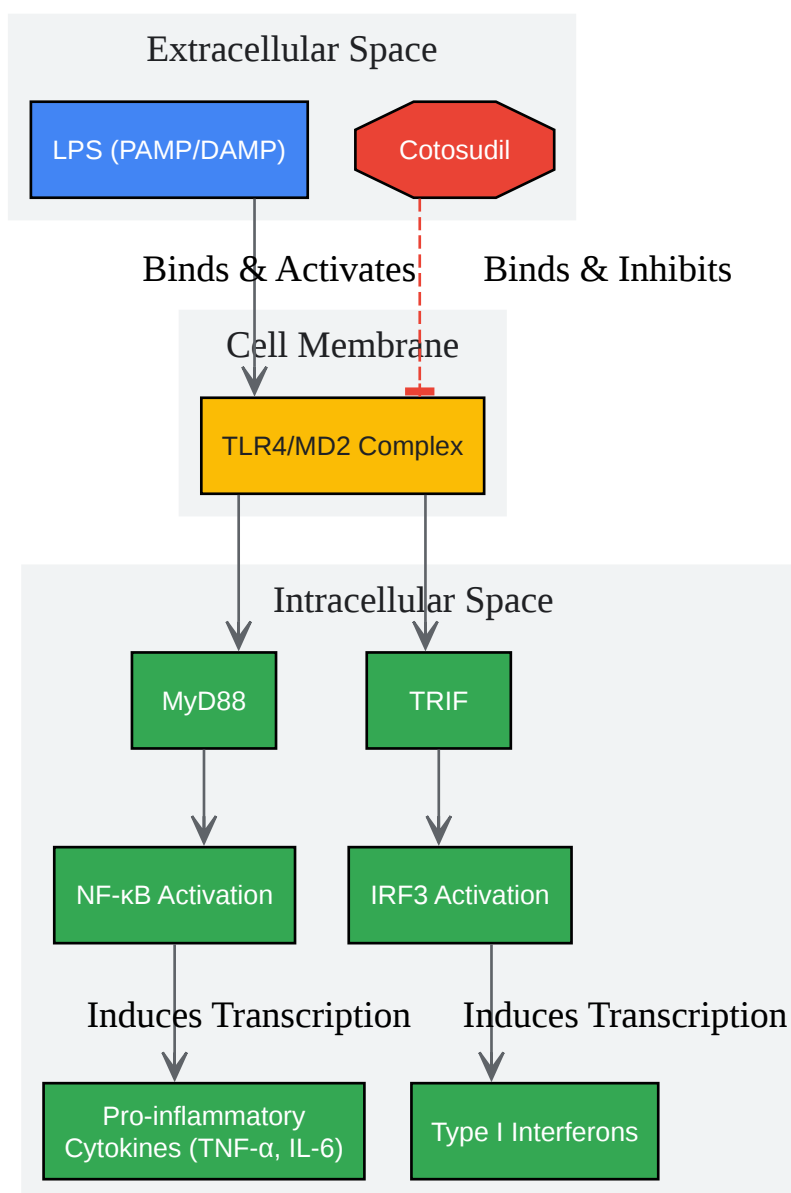 Extracellular Space
LPS (PAMP/DAMP)
Cotosudil
Binds & Activates
Binds & Inhibits
Cell Membrane
TLR4/MD2 Complex
Intracellular Space
MyD88
TRIF
NF-κB Activation
IRF3 Activation
Induces Transcription
Induces Transcription
Pro-inflammatory
Cytokines (TNF-α, IL-6)
Type I Interferons